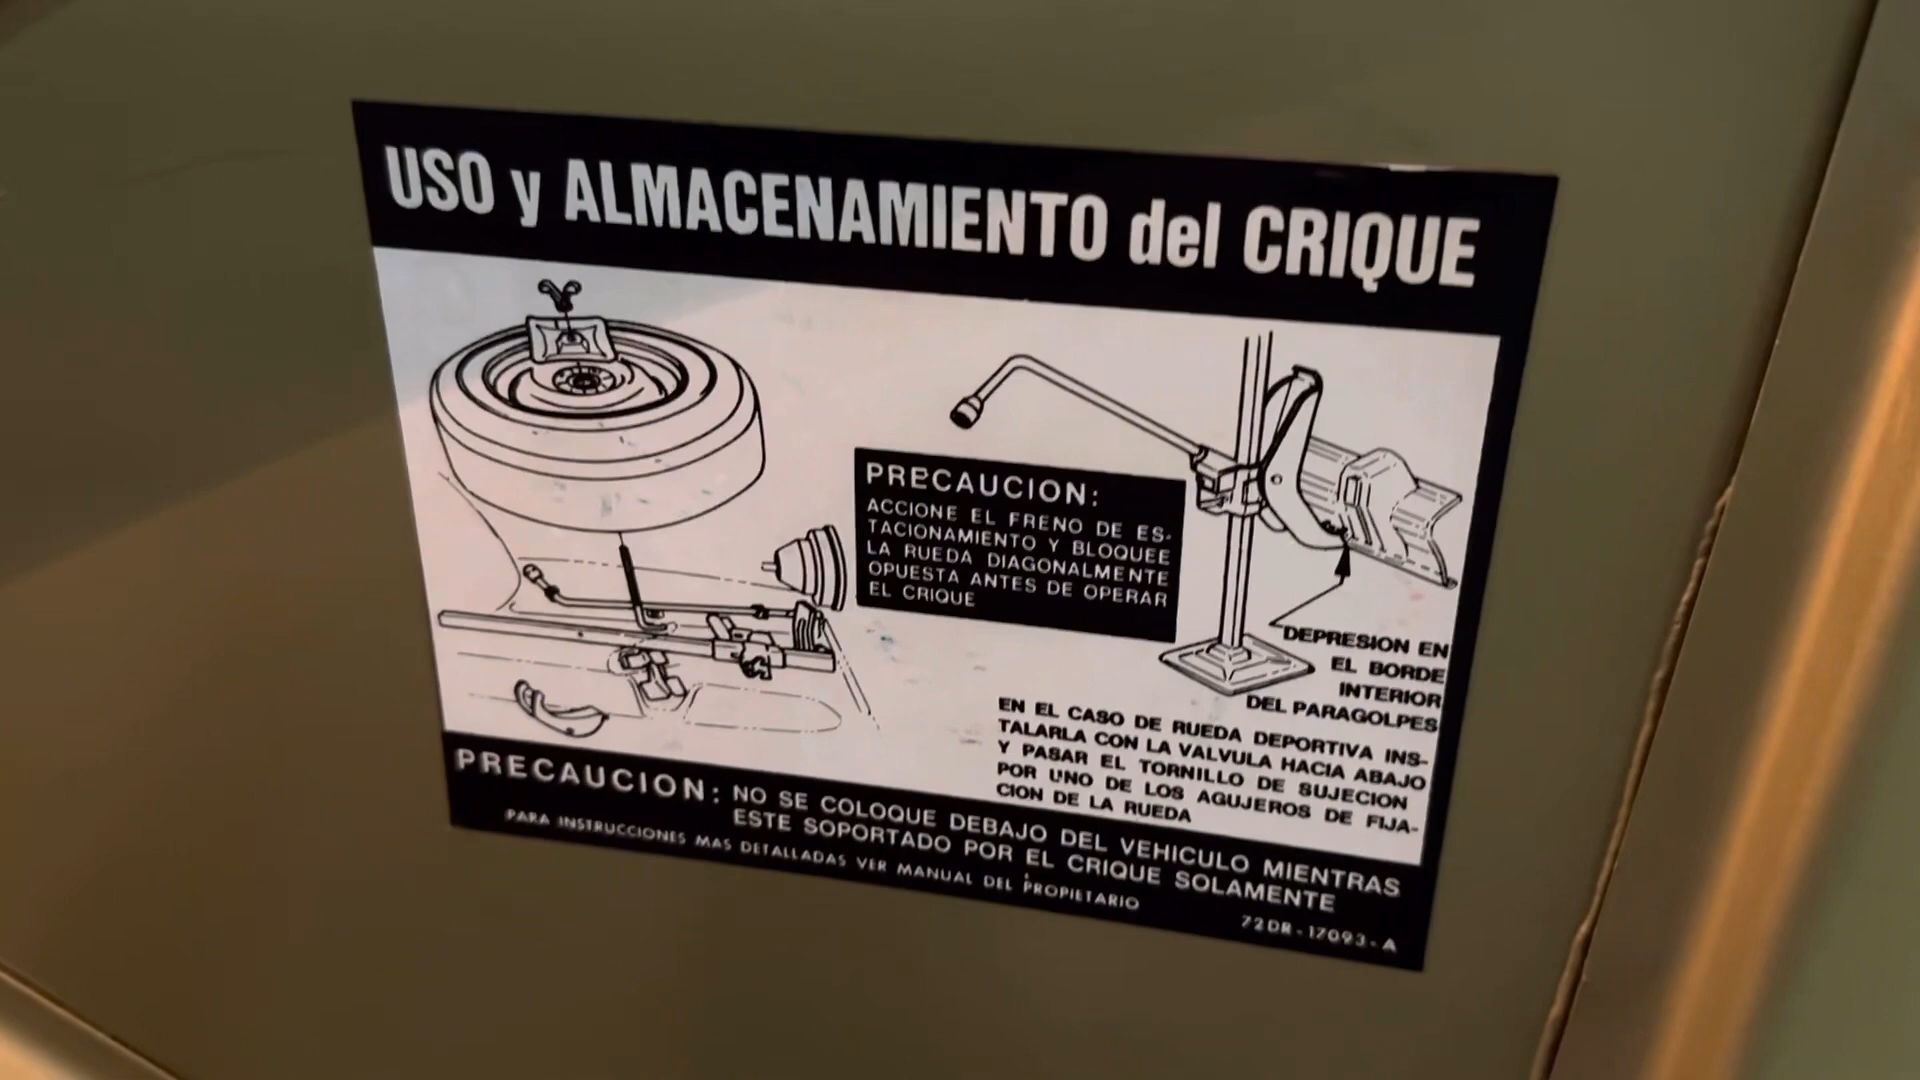 USO y ALMACENAMIENTO del CRIQUE
PRECAUCION:
ACCIONE EL FRENO DE ES-
TACIONAMIENTO Y BLOQUEE
LA RUEDA DIAGONALMENTE
OPUESTA ANTES DE OPERAR
EL CRIQUE
DEPRESION EN
EL BORDE
INTERIOR
DEL PARAGOLPES
EN EL CASO DE RUEDA DEPORTIVA INS-
TALARLA CON LA VALVULA HACIA ABAJO
Y PASAR EL TORNILLO DE SUJECION
POR UNO DE LOS AGUJEROS DE FIJA-
CION DE LA RUEDA
PRECAUCION: NO SE COLOQUE DEBAJO DEL VEHICULO MIENTRAS
ESTE SOPORTADO POR EL CRIQUE SOLAMENTE
PARA INSTRUCCIONES MAS DETALLADAS VER MANUAL DEL PROPIETARIO
72DR-17093-A